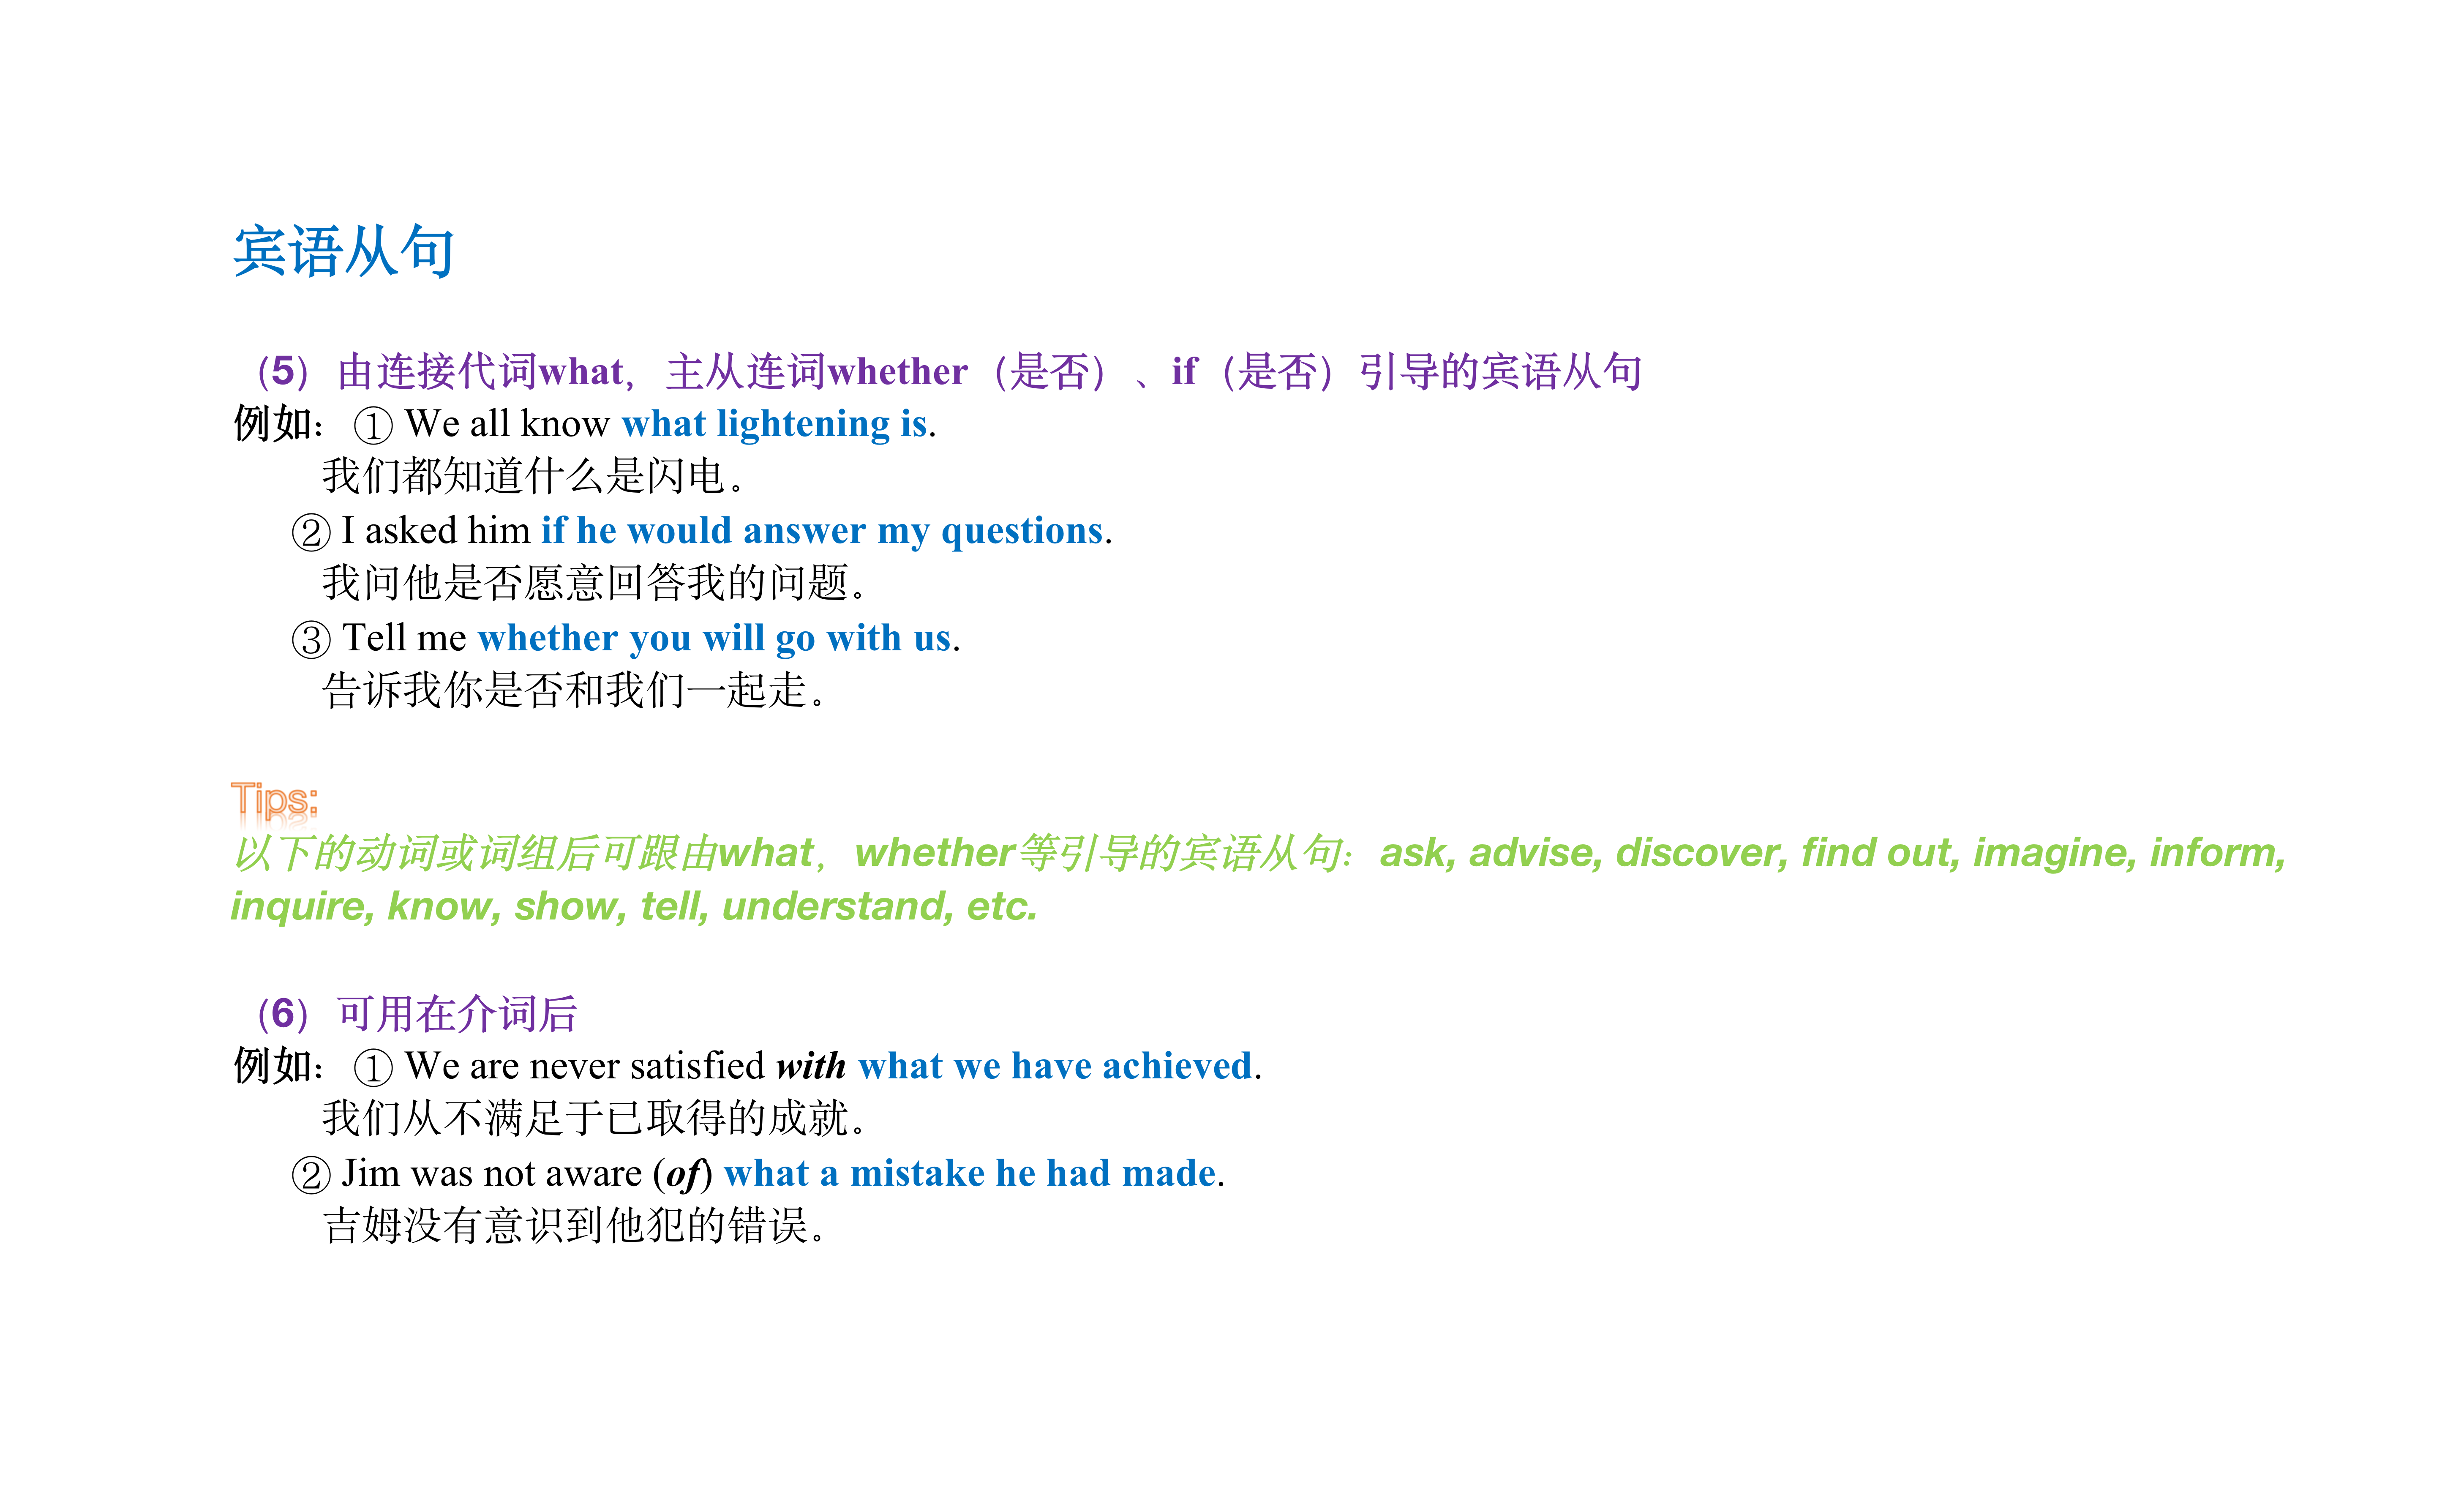 宾语从句
（5）由连接代词what，主从连词whether（是否）、if（是否）引导的宾语从句
例如：① We all know what lightening is.
我们都知道什么是闪电。
② I asked him if he would answer my questions.
我问他是否愿意回答我的问题。
③ Tell me whether you will go with us.
告诉我你是否和我们一起走。
Tips:
以下的动词或词组后可跟由what，whether等引导的宾语从句：ask, advise, discover, find out, imagine, inform,
inquire, know, show, tell, understand, etc.
（6）可用在介词后
例如：① We are never satisfied with what we have achieved.
我们从不满足于已取得的成就。
② Jim was not aware (of) what a mistake he had made.
吉姆没有意识到他犯的错误。